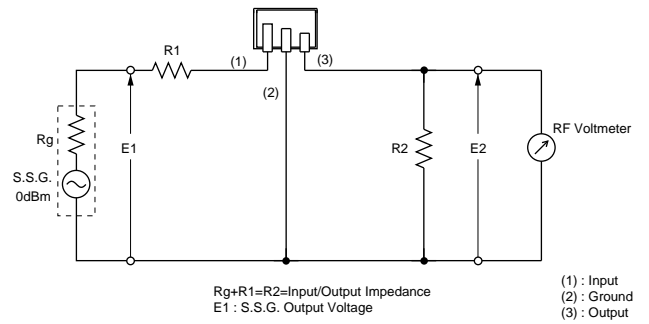 R1
(1)
(2)
(3)
Rg
S.S.G.
0dBm
E1
R2
E2
RF Voltmeter
Rg+R1=R2=Input/Output Impedance
E1 : S.S.G. Output Voltage
(1) : Input
(2) : Ground
(3) : Output